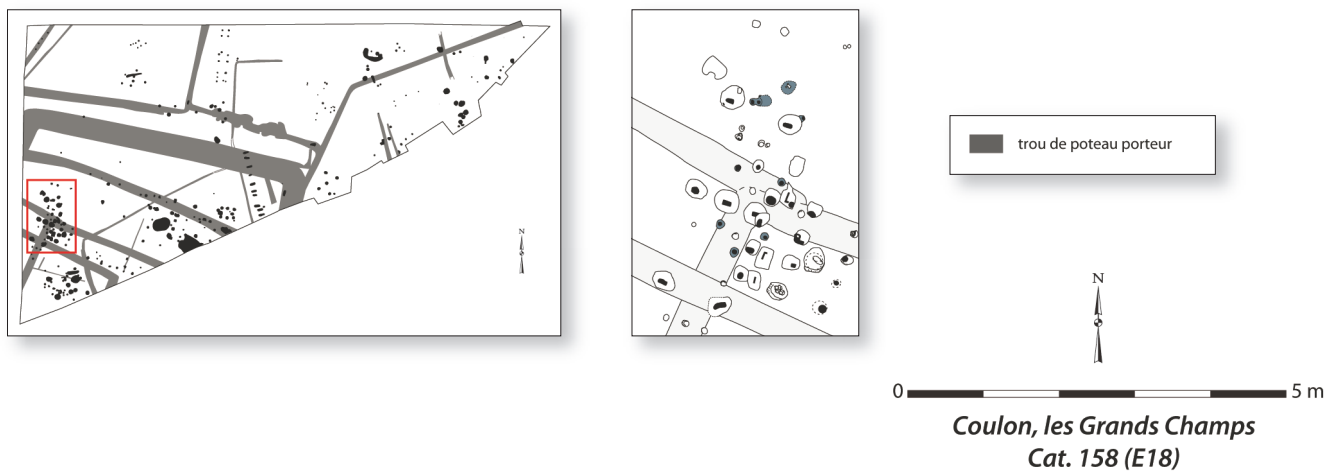 N
trou de poteau porteur
N
0 5 m
Coulon, les Grands Champs
Cat. 158 (E18)